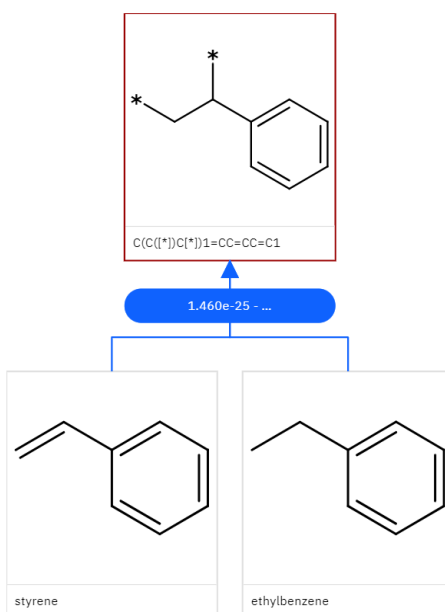 *
*
C(C([*])C[*])1=CC=CC=C1
1.460e-25 - ...
styrene
ethylbenzene